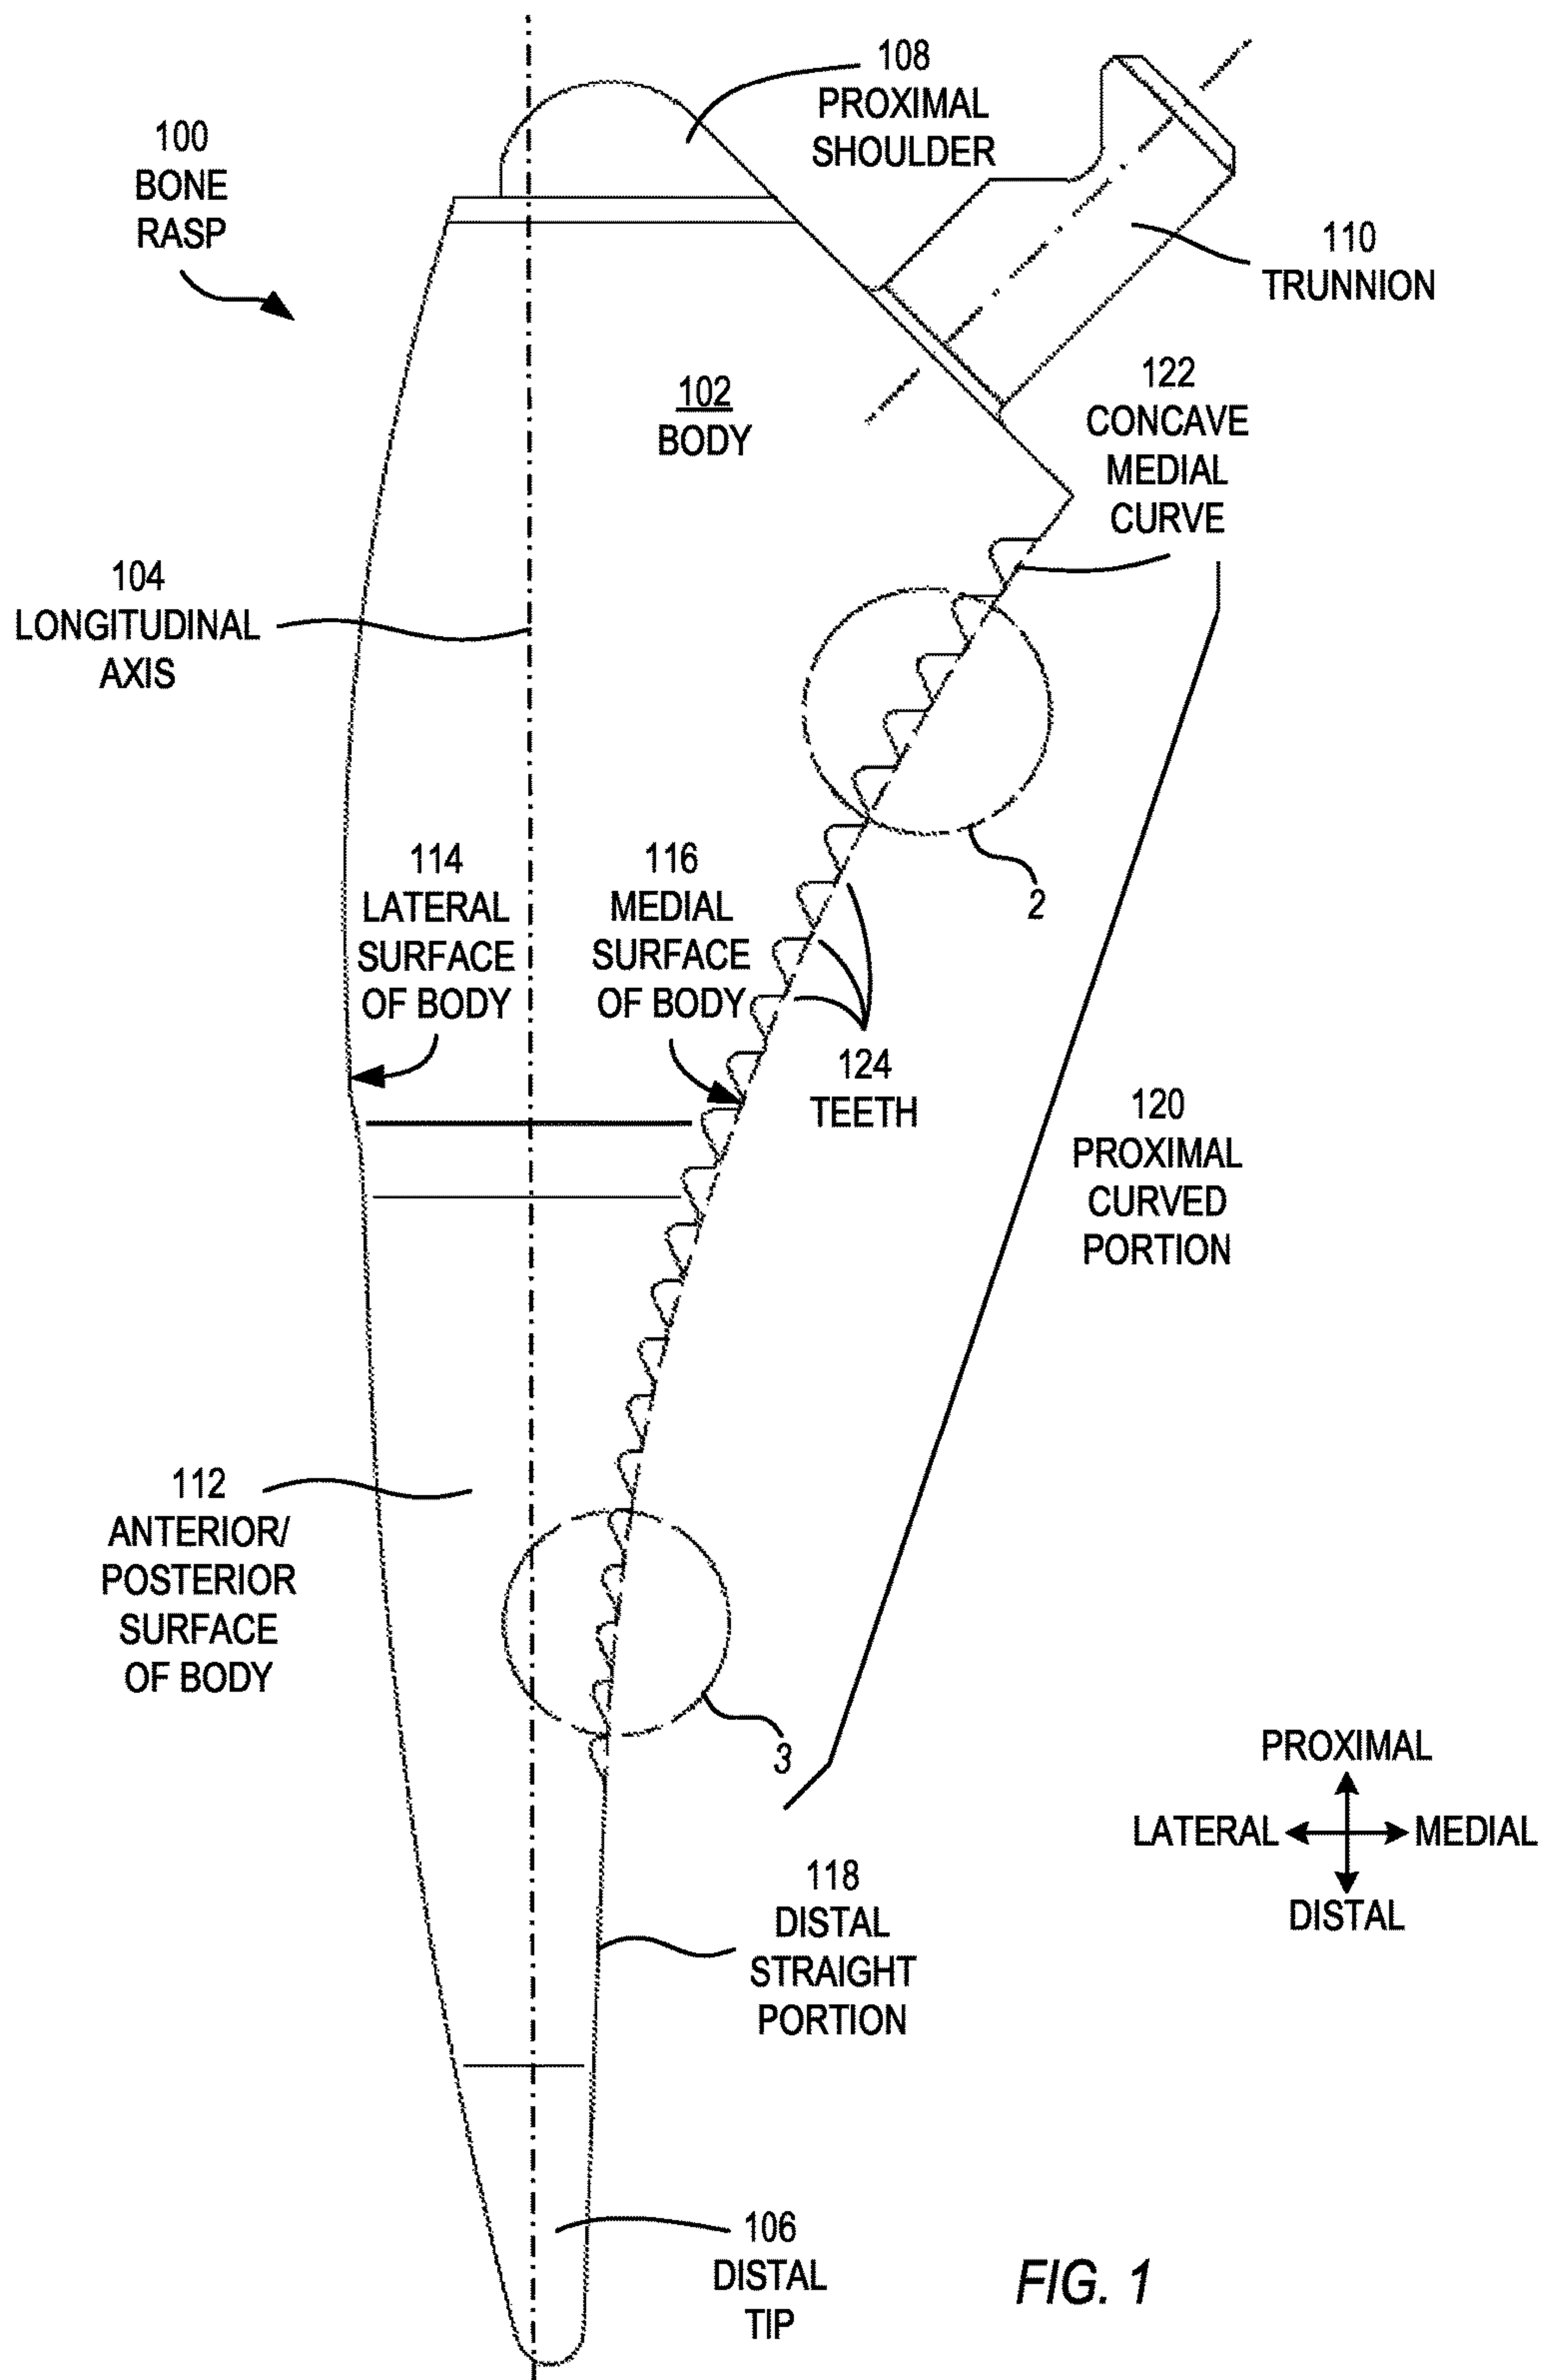 108
PROXIMAL
SHOULDER
100
BONE
RASP
110
TRUNNION
102
BODY
122
CONCAVE
MEDIAL
CURVE
104
LONGITUDINAL
AXIS
114
LATERAL
SURFACE
OF BODY
116
MEDIAL
SURFACE
OF BODY
2
124
TEETH
120
PROXIMAL
CURVED
PORTION
112
ANTERIOR/
POSTERIOR
SURFACE
OF BODY
3
PROXIMAL
LATERAL
MEDIAL
DISTAL
118
DISTAL
STRAIGHT
PORTION
106
DISTAL
TIP
FIG. 1